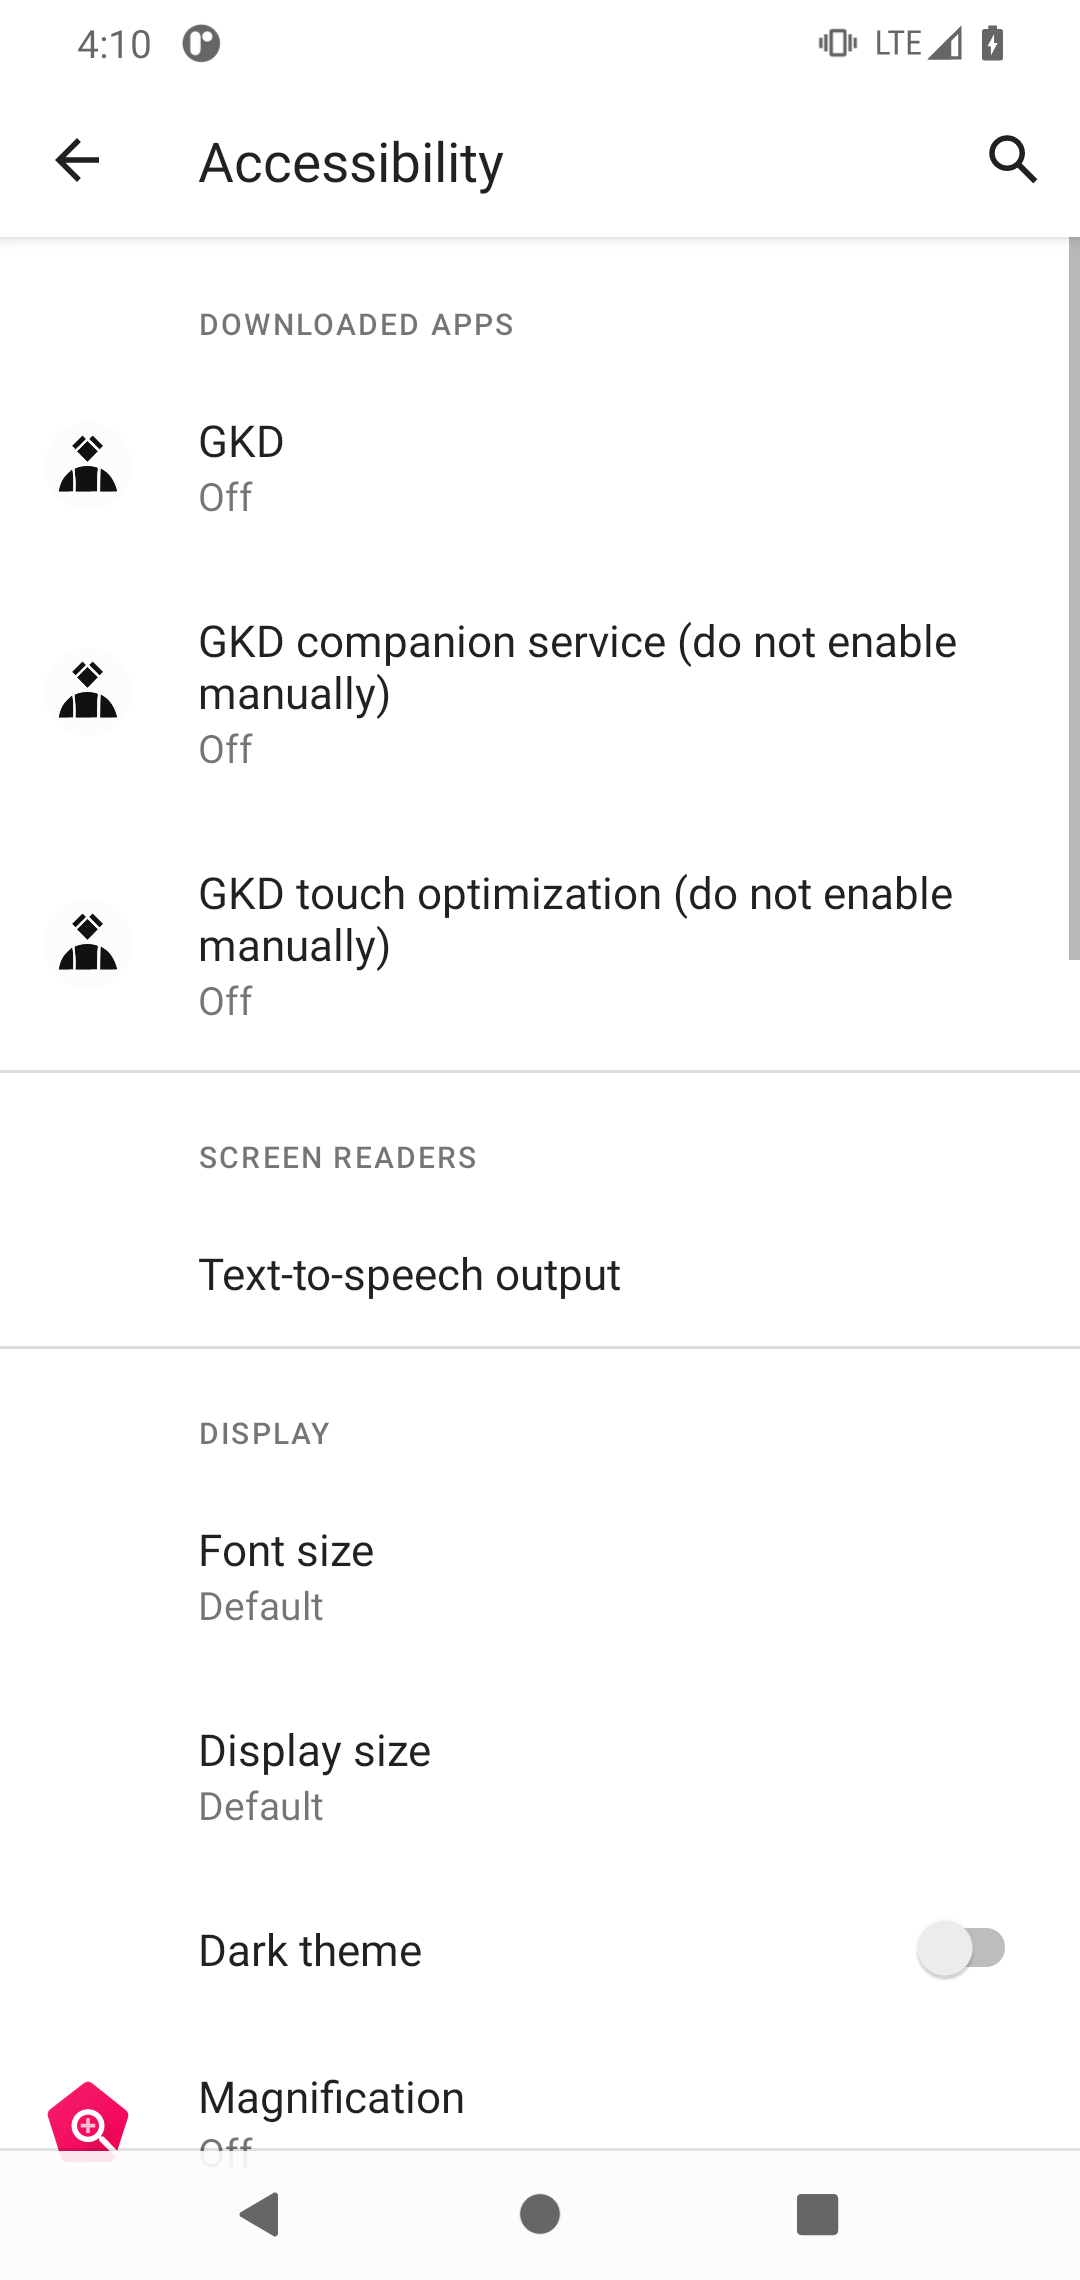 4:10
LTE
Accessibility
DOWNLOADED APPS
GKD
Off
GKD companion service (do not enable
manually)
Off
GKD touch optimization (do not enable
manually)
Off
SCREEN READERS
Text-to-speech output
DISPLAY
Font size
Default
Display size
Default
Dark theme
Magnification
Off